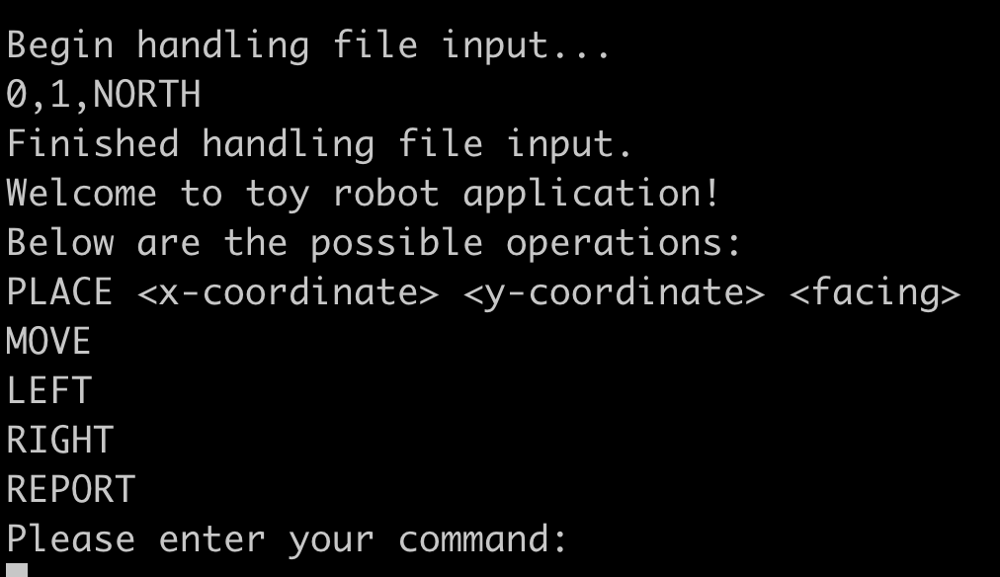 Begin handling file input...
0,1,NORTH
Finished handling file input.
Welcome to toy robot application!
Below are the possible operations:
PLACE <x-coordinate> <y-coordinate> <facing>
MOVE
LEFT
RIGHT
REPORT
Please enter your command: